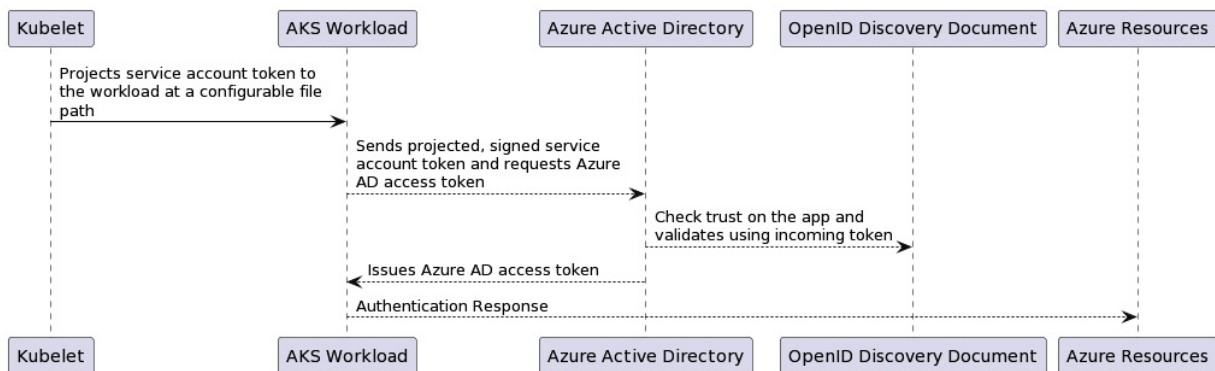 Kubelet
AKS Workload
Azure Active Directory
OpenID Discovery Document
Azure Resources
Projects service account token to
the workload at a configurable file
path
Sends projected, signed service
account token and requests Azure
AD access token
Check trust on the app and
validates using incoming token
Issues Azure AD access token
Authentication Response
Kubelet
AKS Workload
Azure Active Directory
OpenID Discovery Document
Azure Resources